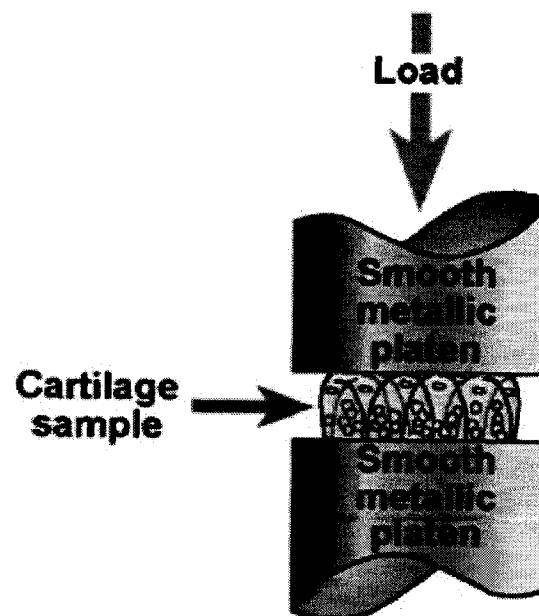 Load
Smooth
metallic
platen
Cartilage
sample
Smooth
metallic
platen